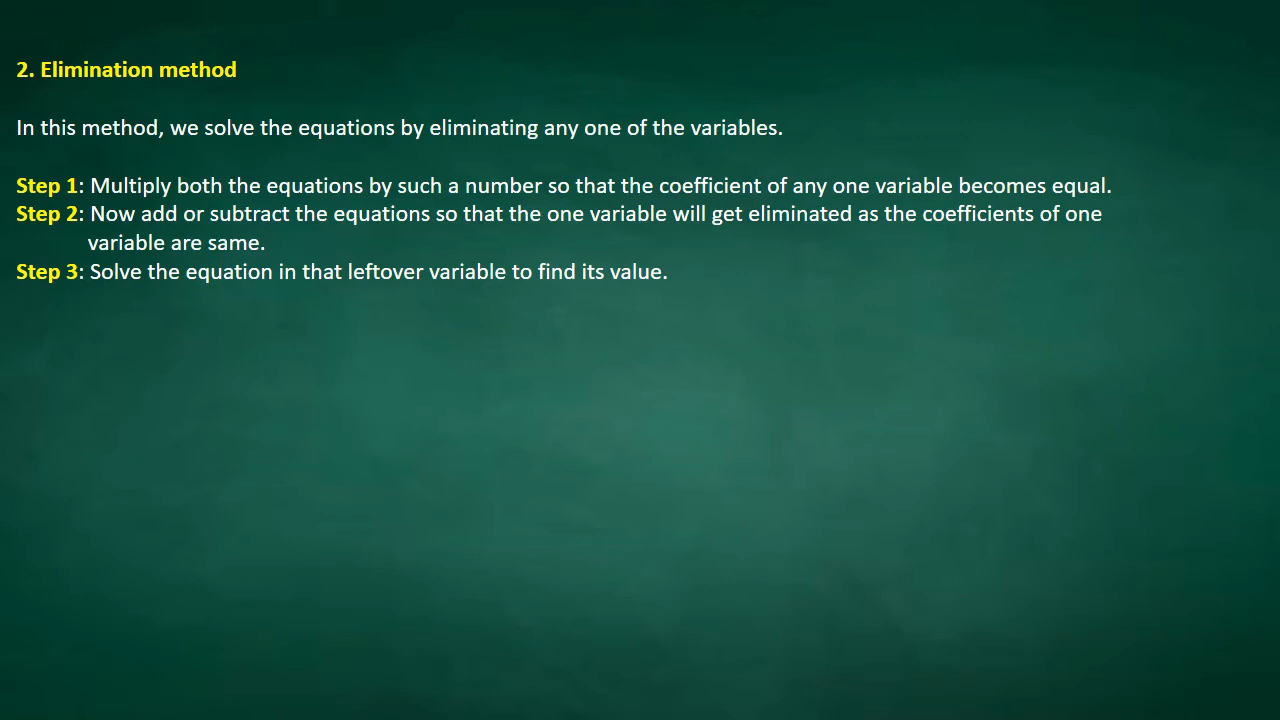 2. Elimination method
In this method, we solve the equations by eliminating any one of the variables.
Step 1: Multiply both the equations by such a number so that the coefficient of any one variable becomes equal.
Step 2: Now add or subtract the equations so that the one variable will get eliminated as the coefficients of one
variable are same.
Step 3: Solve the equation in that leftover variable to find its value.